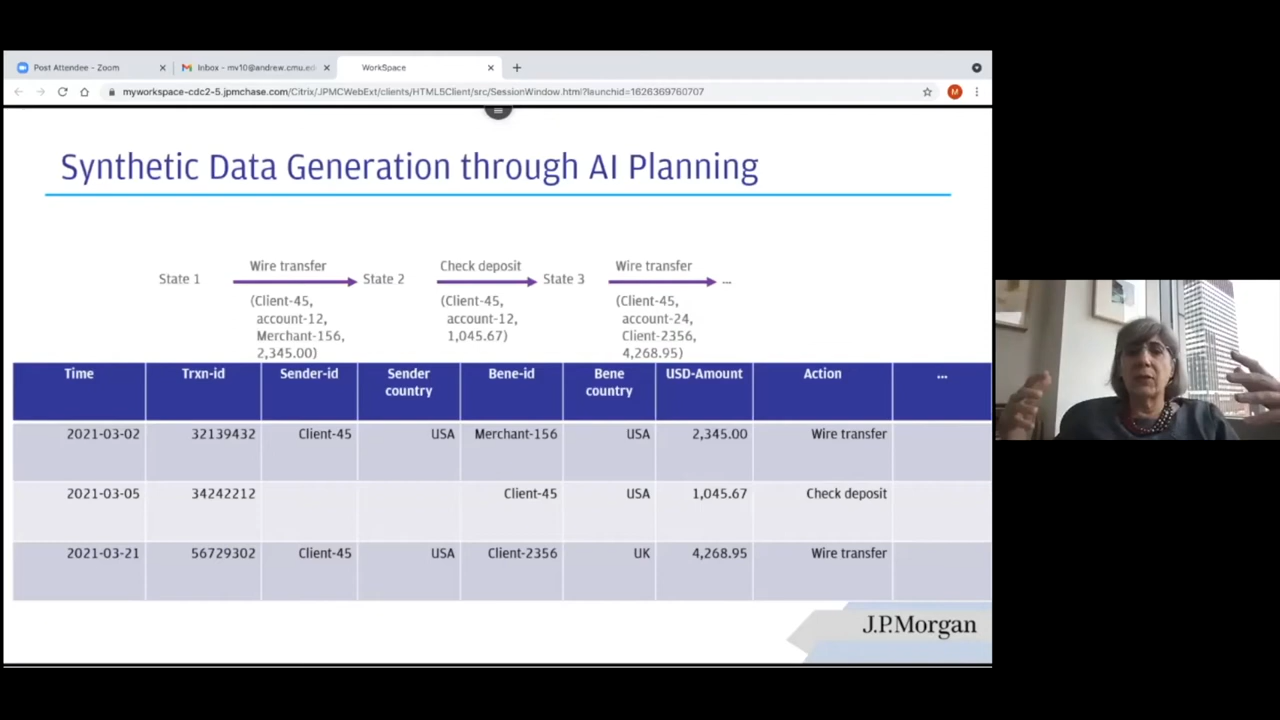 Post Attendee - Zoom
Inbox - mv10@andrew.cmu.ed
WorkSpace
myworkspace-cdc2-5.jpmchase.com/Citrix/JPMCWebExt/clients/HTML5Client/src/SessionWindow.html?launchid=1626369760707
M
Synthetic Data Generation through AI Planning
State 1 Wire transfer State 2 Check deposit State 3 Wire transfer ...
(Client-45, (Client-45, (Client-45,
account-12, account-12, account-24,
Merchant-156, 1,045.67) Client-2356,
2,345.00) 4,268.95)
Time Trxn-id Sender-id Sender country Bene-id Bene country USD-Amount Action ...
2021-03-02 32139432 Client-45 USA Merchant-156 USA 2,345.00 Wire transfer
2021-03-05 34242212 Client-45 USA 1,045.67 Check deposit
2021-03-21 56729302 Client-45 USA Client-2356 UK 4,268.95 Wire transfer
J.P.Morgan